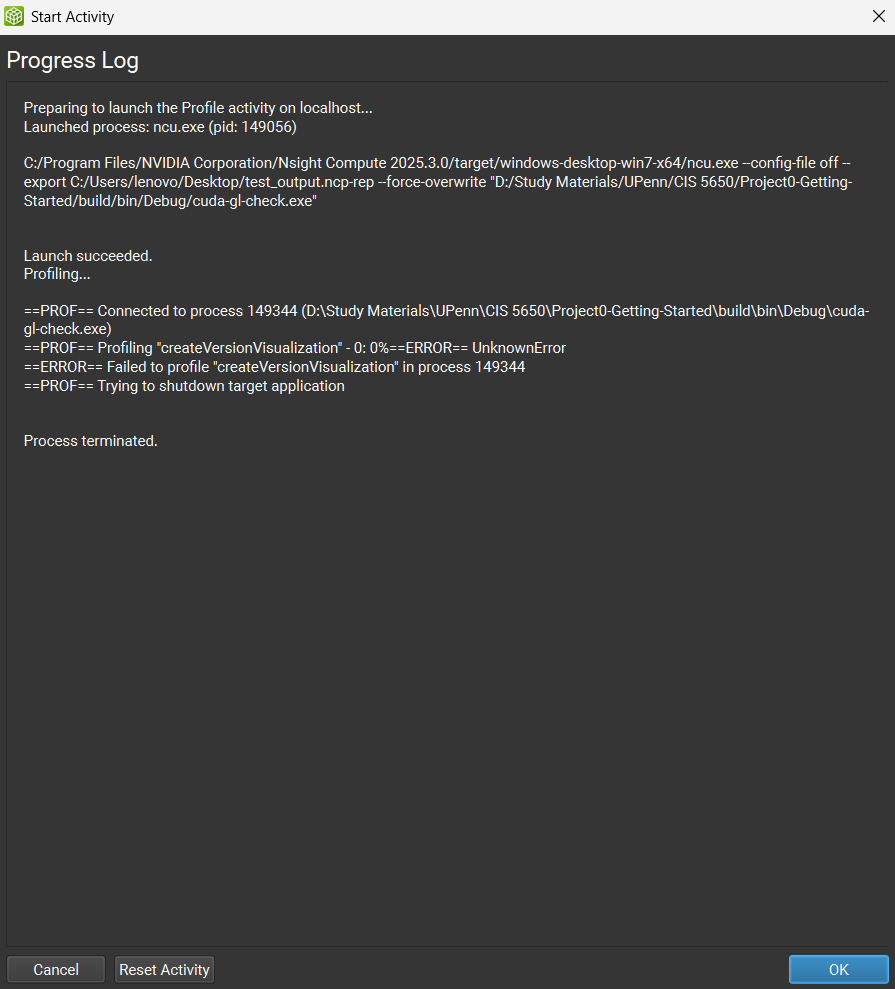 Start Activity
Progress Log
Preparing to launch the Profile activity on localhost...
Launched process: ncu.exe (pid: 149056)
C:/Program Files/NVIDIA Corporation/Nsight Compute 2025.3.0/target/windows-desktop-win7-x64/ncu.exe --config-file off --
export C:/Users/lenovo/Desktop/test_output.ncp-rep --force-overwrite "D:/Study Materials/UPenn/CIS 5650/Project0-Getting-
Started/build/bin/Debug/cuda-gl-check.exe"
Launch succeeded.
Profiling...
==PROF== Connected to process 149344 (D:\Study Materials\UPenn\CIS 5650\Project0-Getting-Started\build\bin\Debug\cuda-
gl-check.exe)
==PROF== Profiling "createVersionVisualization" - 0: 0%==ERROR== UnknownError
==ERROR== Failed to profile "createVersionVisualization" in process 149344
==PROF== Trying to shutdown target application
Process terminated.
Cancel
Reset Activity
OK